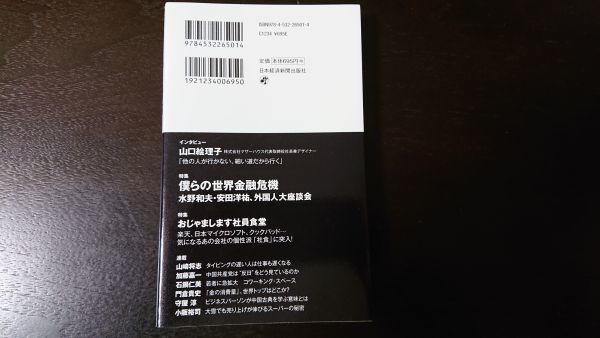 ISBN978-4-532-26501-4
C1234 ¥695E
9784532265014
定価 本体695円+税
日本経済新聞出版社
1921234006950
インタビュー
山口絵理子 株式会社マザーハウス代表取締役社長兼デザイナー
「他の人が行かない、細い道だから行く」
特集
僕らの世界金融危機
水野和夫・安田洋祐、外国人大座談会
特集
おじゃまします社員食堂
楽天、日本マイクロソフト、クックパッド…
気になるあの会社の個性派「社食」に突入!
連載
山崎将志 タイピングの遅い人は仕事も遅くなる
加藤嘉一 中国共産党は“反日”をどう見ているのか
石鍋仁美 若者に急拡大 コワーキング・スペース
門倉貴史 「金の消費量」、世界トップはどこか?
守屋 淳 ビジネスパーソンが中国古典を学ぶ意味とは
小阪裕司 大雪でも売り上げが伸びるスーパーの秘密